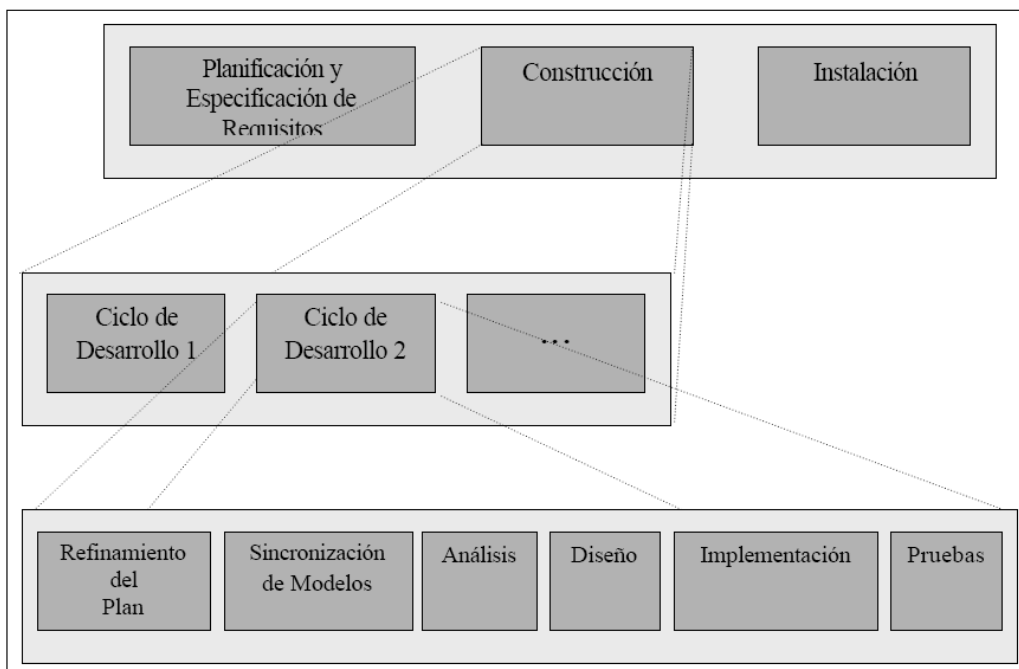 Planificación y
Especificación de
Requisitos
Construcción
Instalación
Ciclo de
Desarrollo 1
Ciclo de
Desarrollo 2
...
Refinamiento
del
Plan
Sincronización
de Modelos
Análisis
Diseño
Implementación
Pruebas